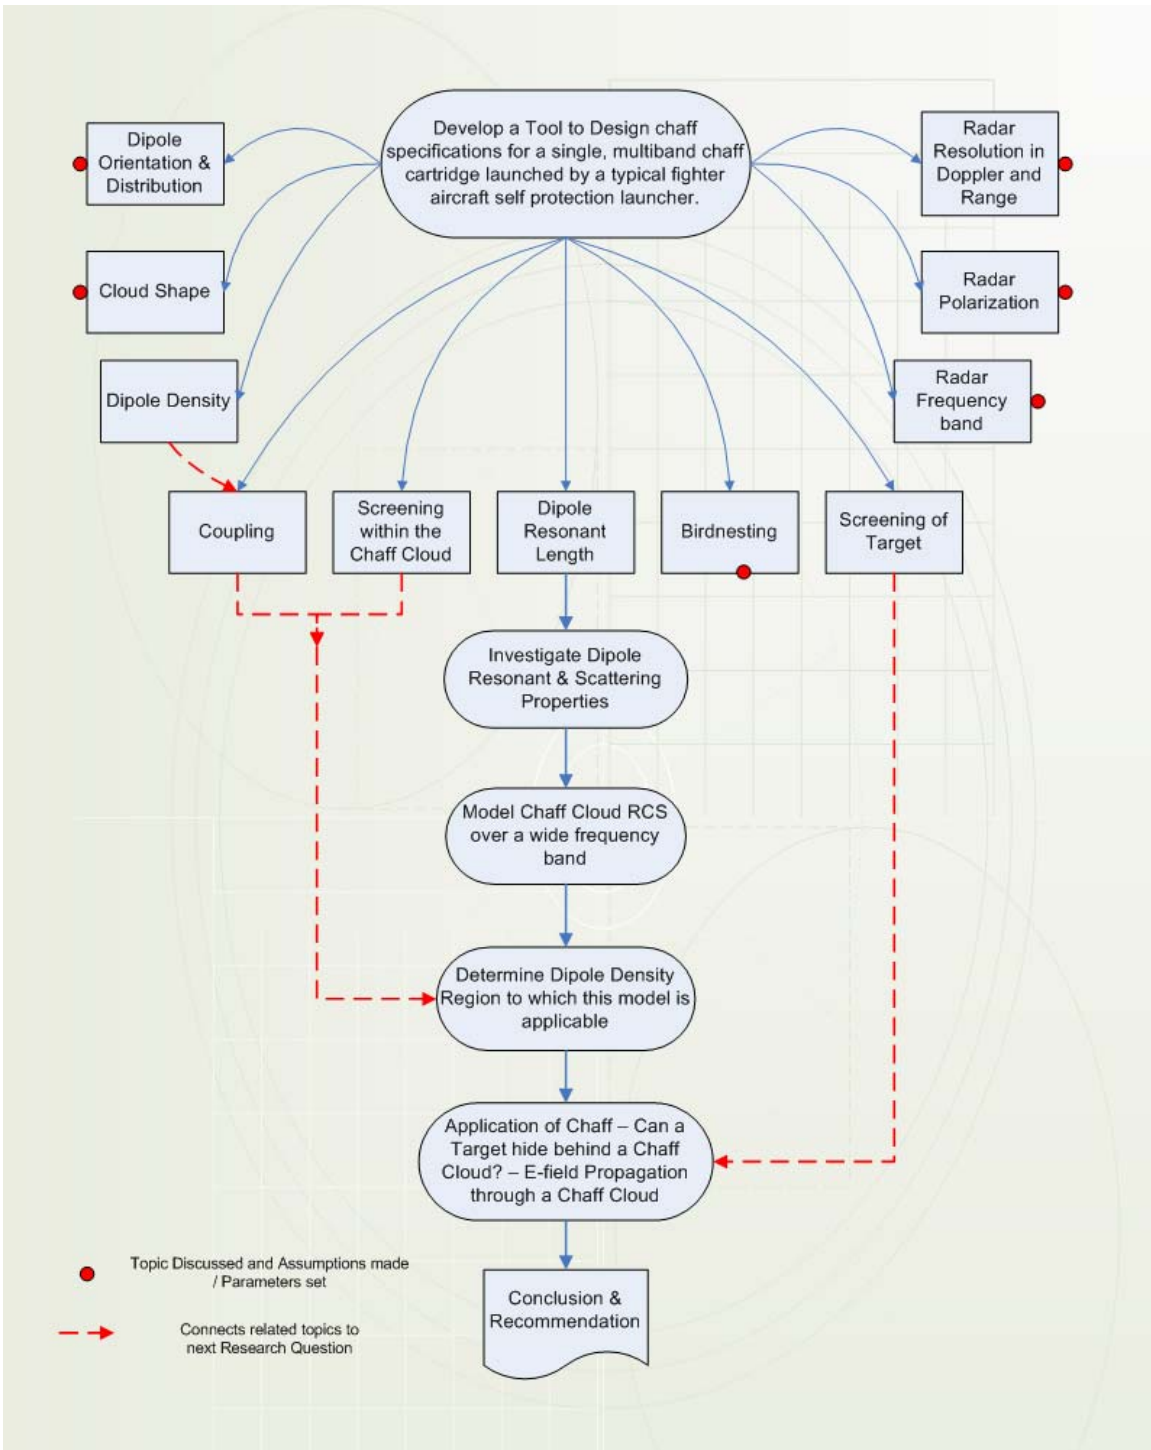 Develop a Tool to Design chaff
specifications for a single, multiband chaff
cartridge launched by a typical fighter
aircraft self protection launcher.
Dipole
Orientation &
Distribution
Radar
Resolution in
Doppler and
Range
Cloud Shape
Radar
Polarization
Dipole Density
Radar
Frequency
band
Coupling
Screening
within the
Chaff Cloud
Dipole
Resonant
Length
Birdnesting
Screening of
Target
Investigate Dipole
Resonant & Scattering
Properties
Model Chaff Cloud RCS
over a wide frequency
band
Determine Dipole Density
Region to which this model is
applicable
Application of Chaff – Can a
Target hide behind a Chaff
Cloud? – E-field Propagation
through a Chaff Cloud
Conclusion &
Recommendation
Topic Discussed and Assumptions made
/ Parameters set
Connects related topics to
next Research Question